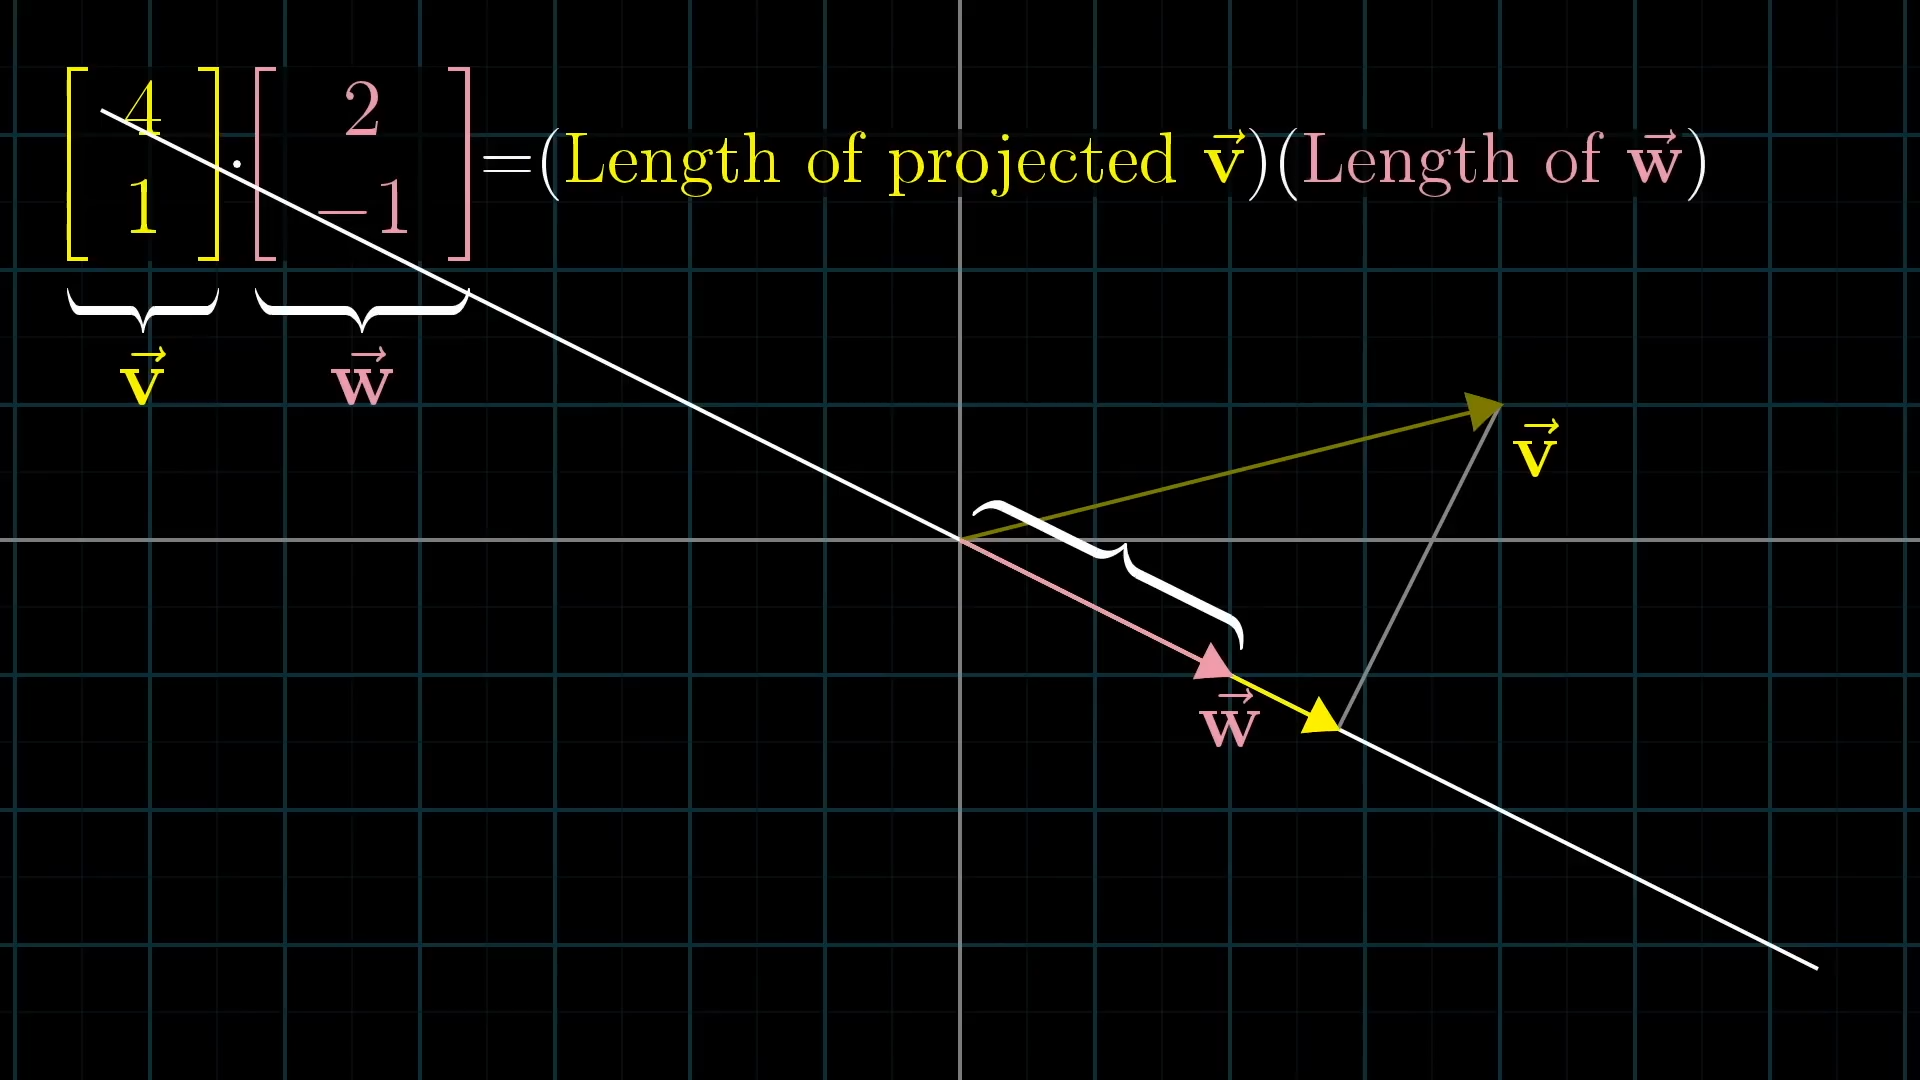 [4 1] · [2 −1] = (Length of projected v⃗)(Length of w⃗)
v⃗ w⃗
v⃗
w⃗